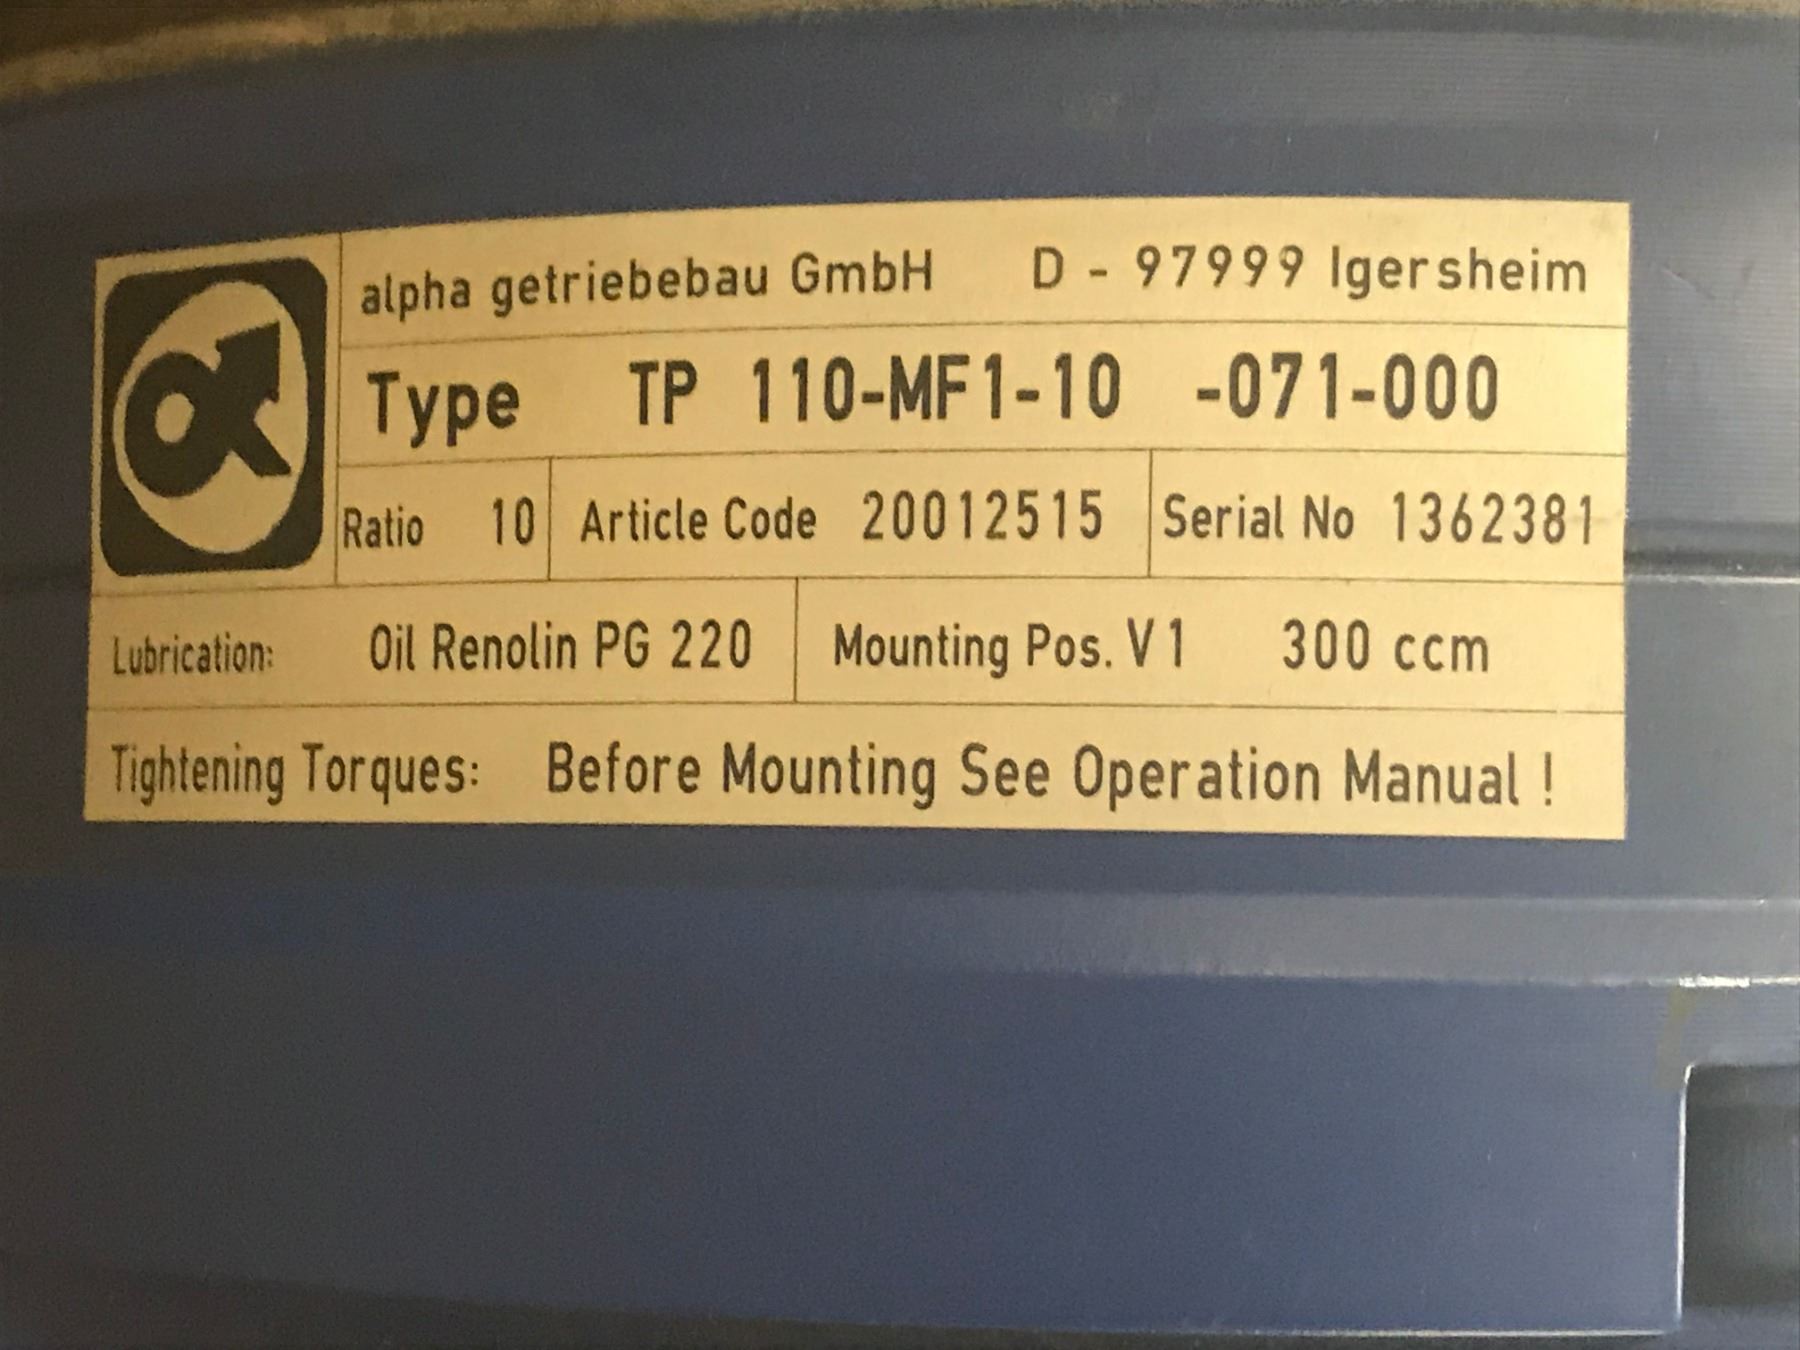 alpha getriebebau GmbH D - 97999 Igersheim
Type TP 110-MF1-10 -071-000
Ratio 10 Article Code 20012515 Serial No 1362381
Lubrication: Oil Renolin PG 220 Mounting Pos. V1 300 ccm
Tightening Torques: Before Mounting See Operation Manual !